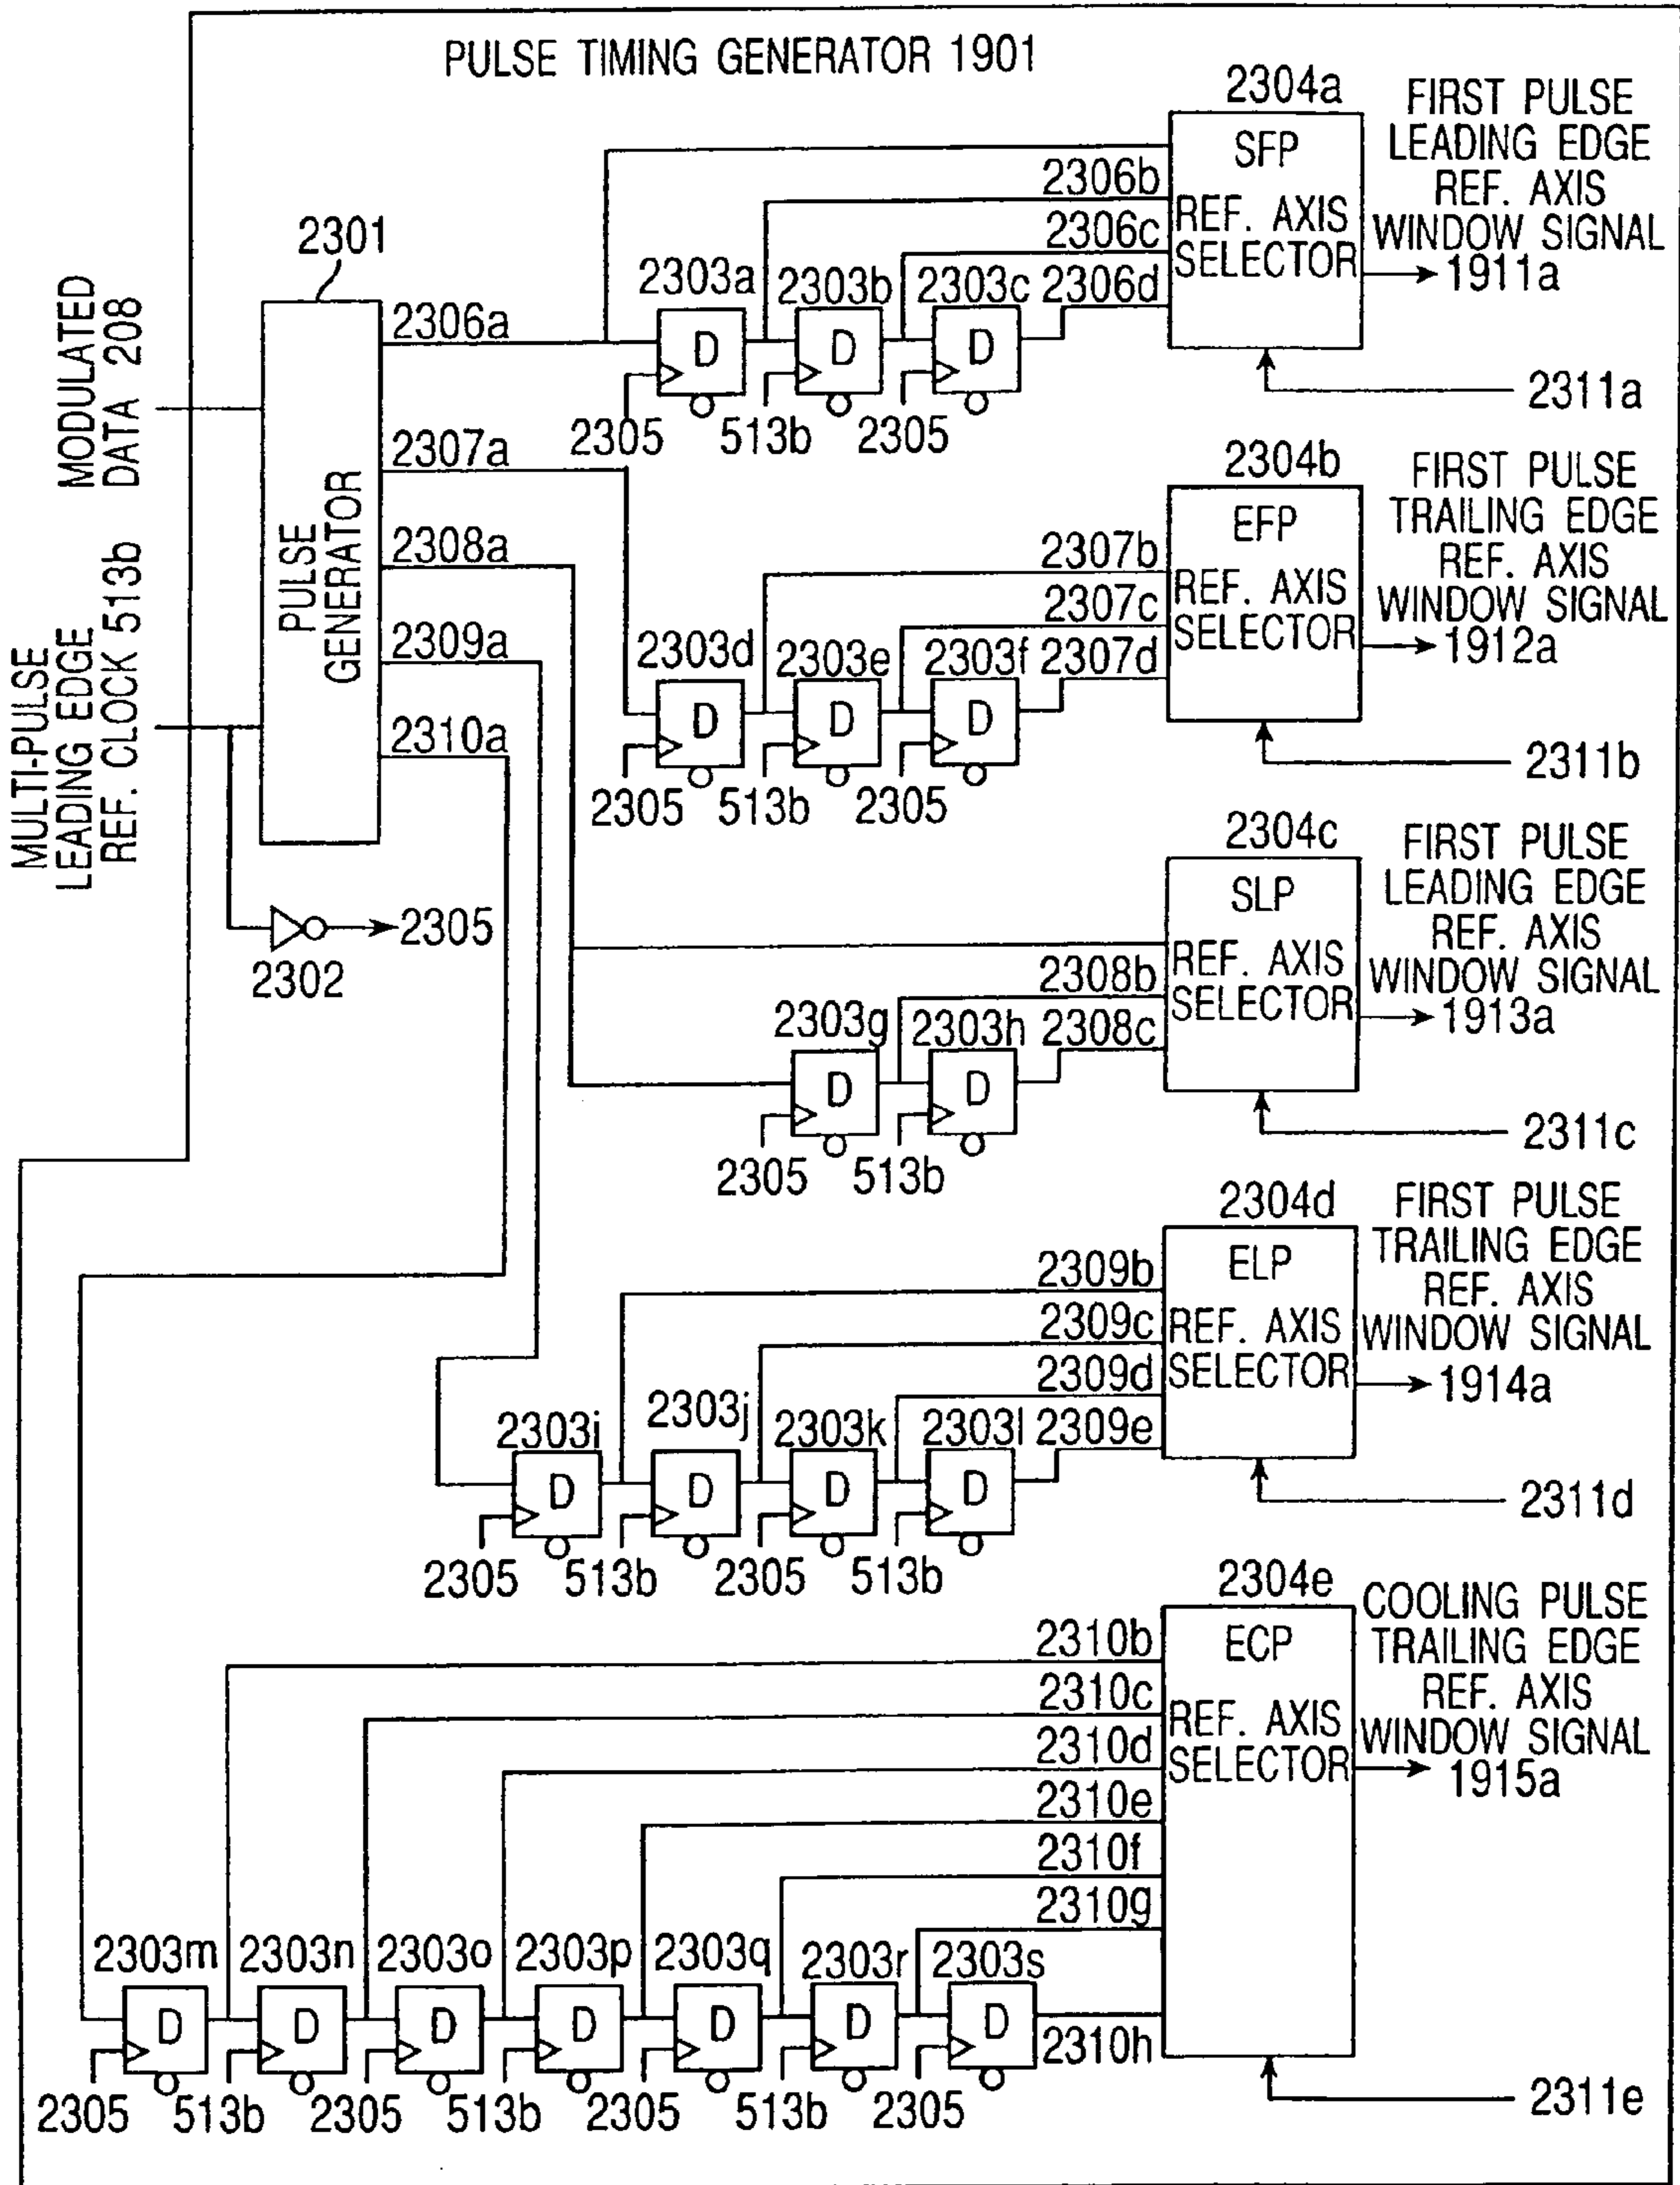 PULSE TIMING GENERATOR 1901
MODULATED
DATA 208
MULTI-PULSE
LEADING EDGE
REF. CLOCK 513b
2301
PULSE
GENERATOR
2306a
2307a
2308a
2309a
2310a
2302
2305
2303a
2303b
2303c
D
D
D
2305
513b
2305
2306b
2306c
2306d
2304a
SFP
REF. AXIS
SELECTOR
FIRST PULSE
LEADING EDGE
REF. AXIS
WINDOW SIGNAL
1911a
2311a
2303d
2303e
2303f
D
D
D
2305
513b
2305
2307b
2307c
2307d
2304b
EFP
REF. AXIS
SELECTOR
FIRST PULSE
TRAILING EDGE
REF. AXIS
WINDOW SIGNAL
1912a
2311b
2303g
2303h
D
D
2305
513b
2308b
2308c
2304c
SLP
REF. AXIS
SELECTOR
FIRST PULSE
LEADING EDGE
REF. AXIS
WINDOW SIGNAL
1913a
2311c
2303i
2303j
2303k
2303l
D
D
D
D
2305
513b
2305
513b
2309b
2309c
2309d
2309e
2304d
ELP
REF. AXIS
SELECTOR
FIRST PULSE
TRAILING EDGE
REF. AXIS
WINDOW SIGNAL
1914a
2311d
2303m
2303n
2303o
2303p
2303q
2303r
2303s
D
D
D
D
D
D
D
2305
513b
2305
513b
2305
513b
2305
2310b
2310c
2310d
2310e
2310f
2310g
2310h
2304e
ECP
REF. AXIS
SELECTOR
COOLING PULSE
TRAILING EDGE
REF. AXIS
WINDOW SIGNAL
1915a
2311e